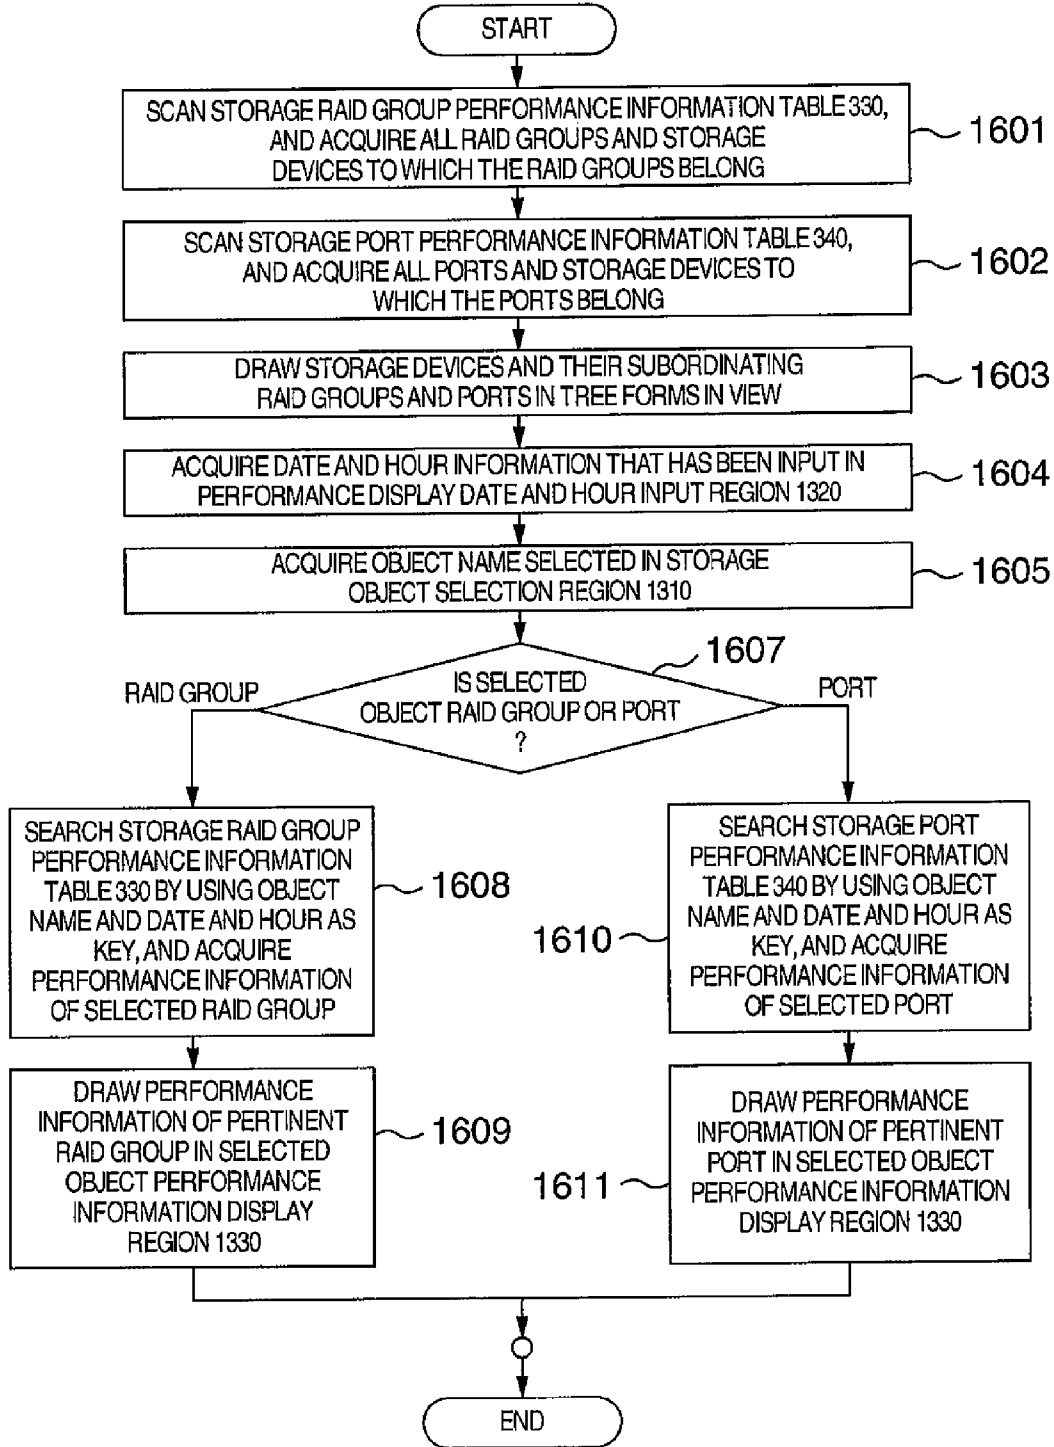 START
SCAN STORAGE RAID GROUP PERFORMANCE INFORMATION TABLE 330,
AND ACQUIRE ALL RAID GROUPS AND STORAGE
DEVICES TO WHICH THE RAID GROUPS BELONG
1601
SCAN STORAGE PORT PERFORMANCE INFORMATION TABLE 340,
AND ACQUIRE ALL PORTS AND STORAGE DEVICES TO
WHICH THE PORTS BELONG
1602
DRAW STORAGE DEVICES AND THEIR SUBORDINATING
RAID GROUPS AND PORTS IN TREE FORMS IN VIEW
1603
ACQUIRE DATE AND HOUR INFORMATION THAT HAS BEEN INPUT IN
PERFORMANCE DISPLAY DATE AND HOUR INPUT REGION 1320
1604
ACQUIRE OBJECT NAME SELECTED IN STORAGE
OBJECT SELECTION REGION 1310
1605
1607
IS SELECTED
OBJECT RAID GROUP OR PORT
?
RAID GROUP
PORT
SEARCH STORAGE RAID GROUP
PERFORMANCE INFORMATION
TABLE 330 BY USING OBJECT
NAME AND DATE AND HOUR AS
KEY, AND ACQUIRE
PERFORMANCE INFORMATION
OF SELECTED RAID GROUP
1608
SEARCH STORAGE PORT
PERFORMANCE INFORMATION
TABLE 340 BY USING OBJECT
NAME AND DATE AND HOUR AS
KEY, AND ACQUIRE
PERFORMANCE INFORMATION
OF SELECTED PORT
1610
DRAW PERFORMANCE
INFORMATION OF PERTINENT
RAID GROUP IN SELECTED
OBJECT PERFORMANCE
INFORMATION DISPLAY
REGION 1330
1609
DRAW PERFORMANCE
INFORMATION OF PERTINENT
PORT IN SELECTED OBJECT
PERFORMANCE INFORMATION
DISPLAY REGION 1330
1611
END